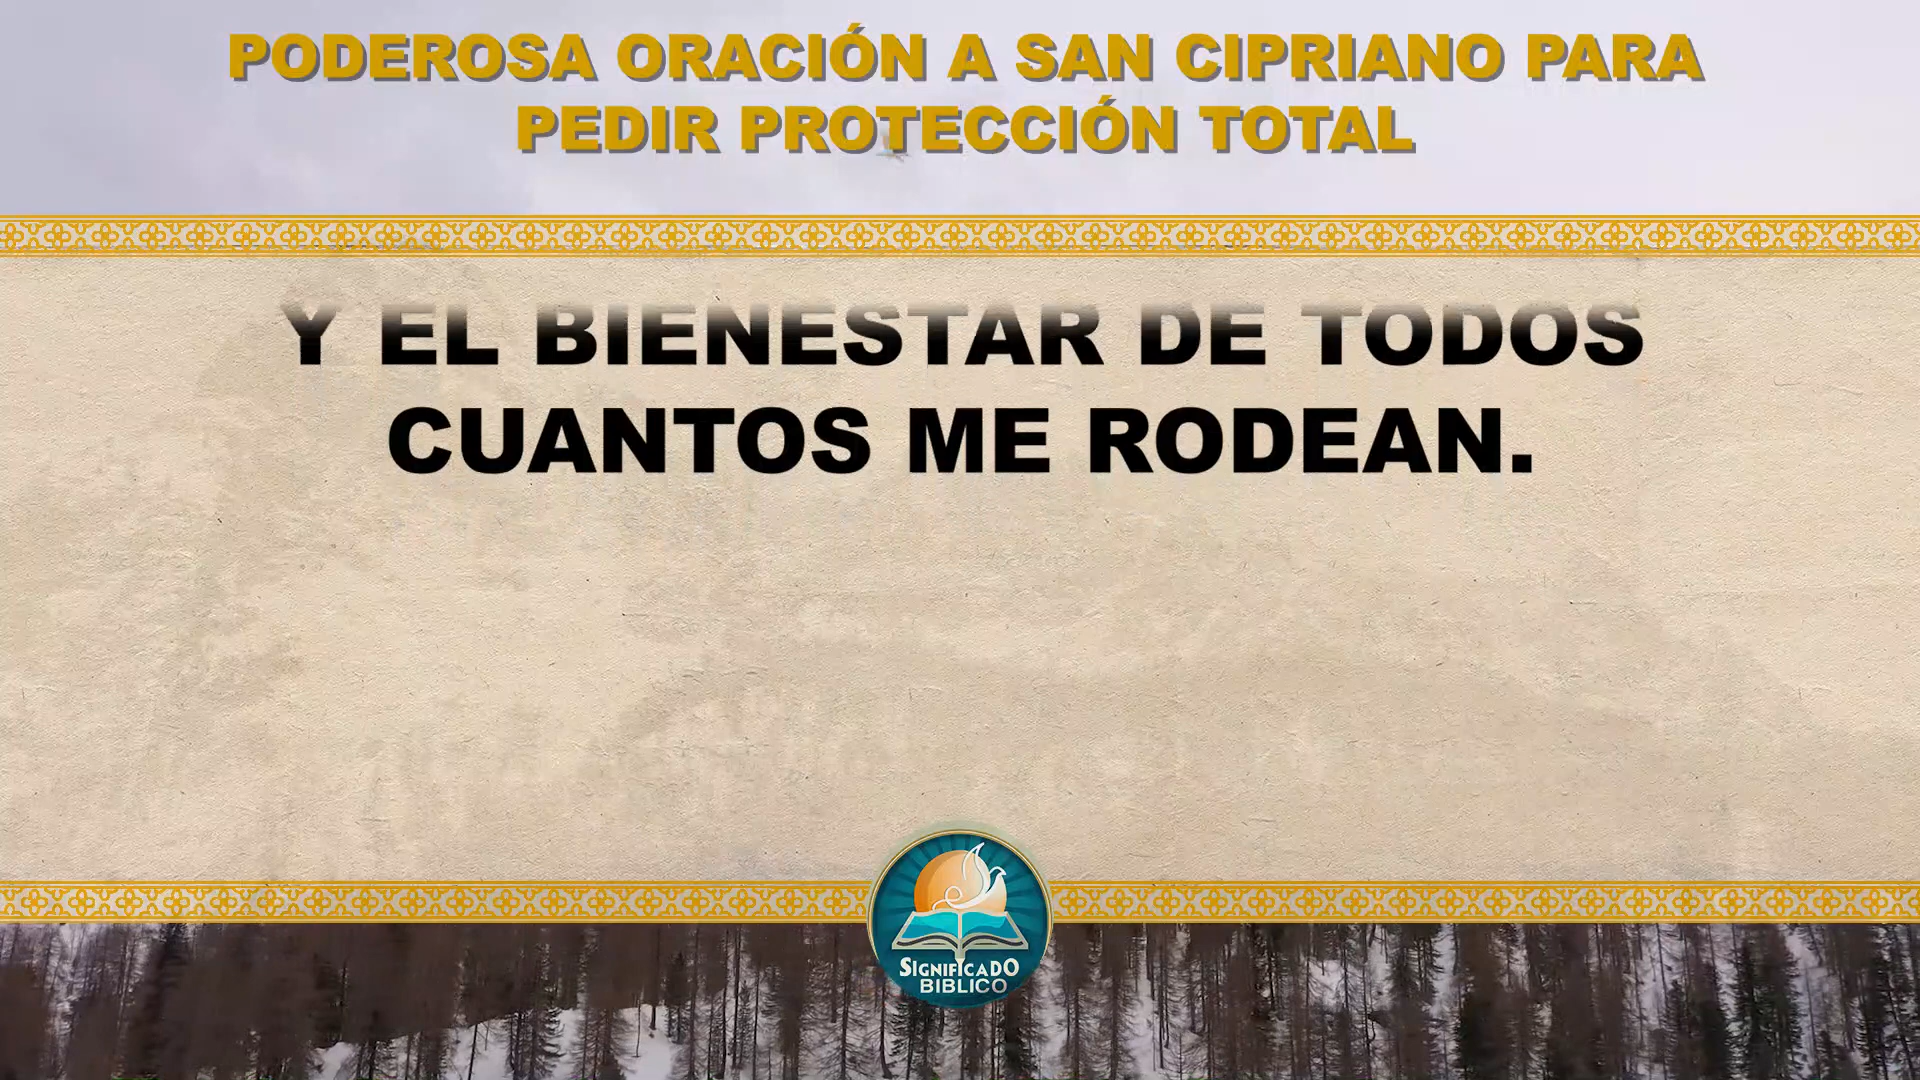 PODEROSA ORACIÓN A SAN CIPRIANO PARA
PEDIR PROTECCIÓN TOTAL
Y EL BIENESTAR DE TODOS
CUANTOS ME RODEAN.
SIGNIFICADO
BIBLICO